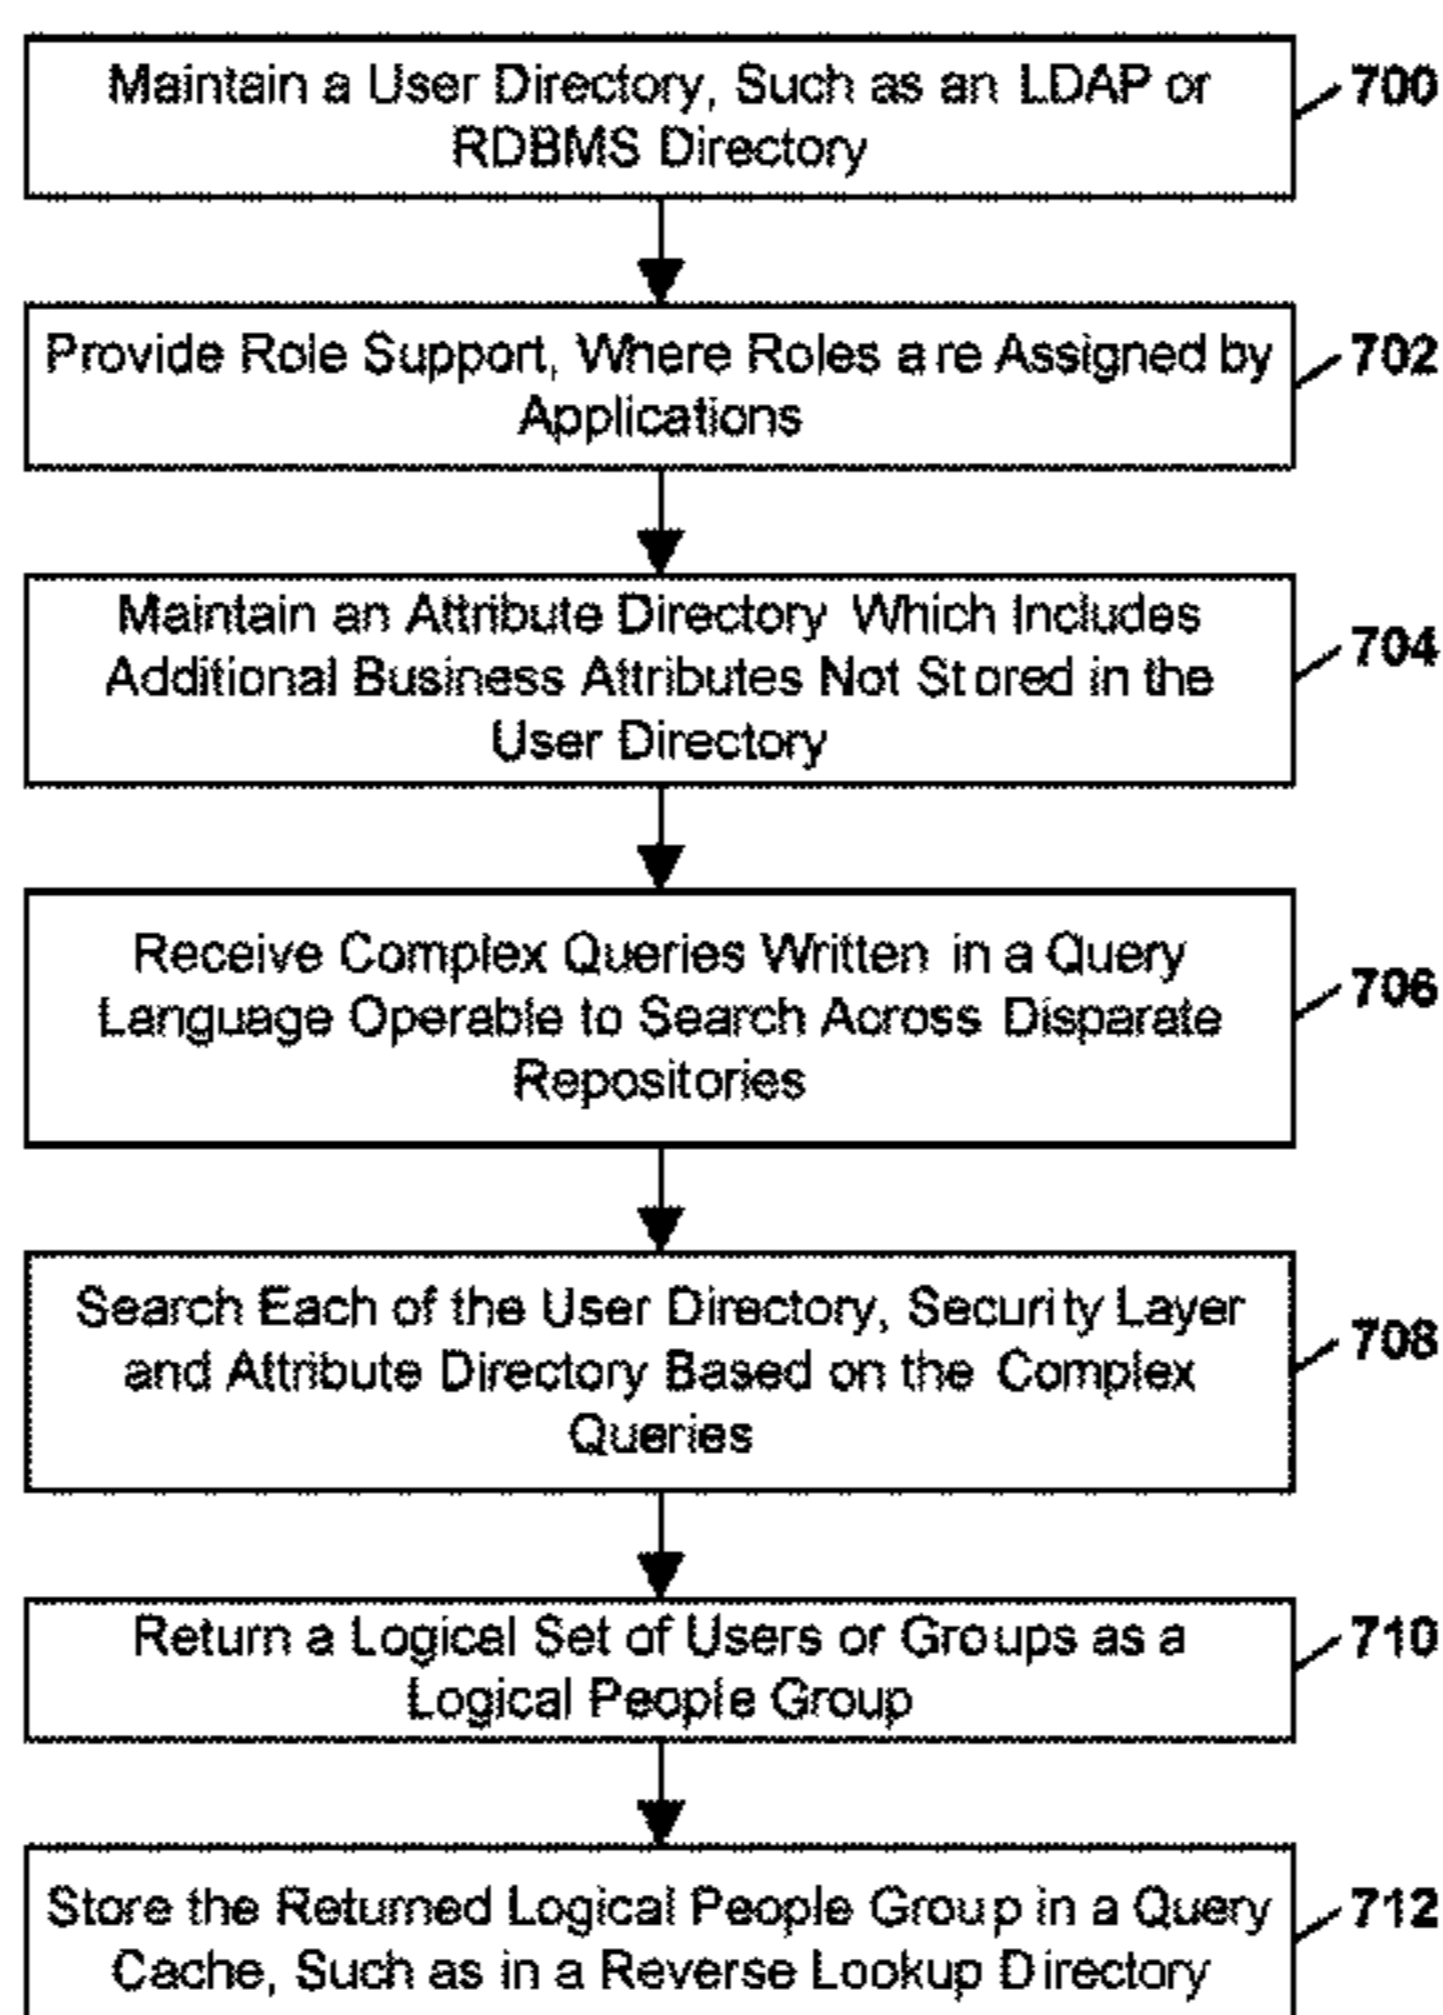 Maintain a User Directory, Such as an LDAP or
RDBMS Directory
700
Provide Role Support, Where Roles are Assigned by
Applications
702
Maintain an Attribute Directory Which Includes
Additional Business Attributes Not Stored in the
User Directory
704
Receive Complex Queries Written in a Query
Language Operable to Search Across Disparate
Repositories
706
Search Each of the User Directory, Security Layer
and Attribute Directory Based on the Complex
Queries
708
Return a Logical Set of Users or Groups as a
Logical People Group
710
Store the Returned Logical People Group in a Query
Cache, Such as in a Reverse Lookup Directory
712